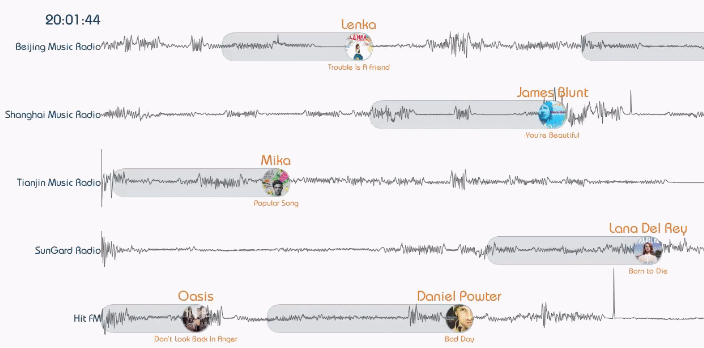 20:01:44
Lenka
Beijing Music Radio
Trouble Is A Friend
James Blunt
Shanghai Music Radio
You're Beautiful
Mika
Tianjin Music Radio
Popular Song
Lana Del Rey
SunGard Radio
Born to Die
Oasis Daniel Powter
Hit FM
Don't Look Back In Anger Bad Day